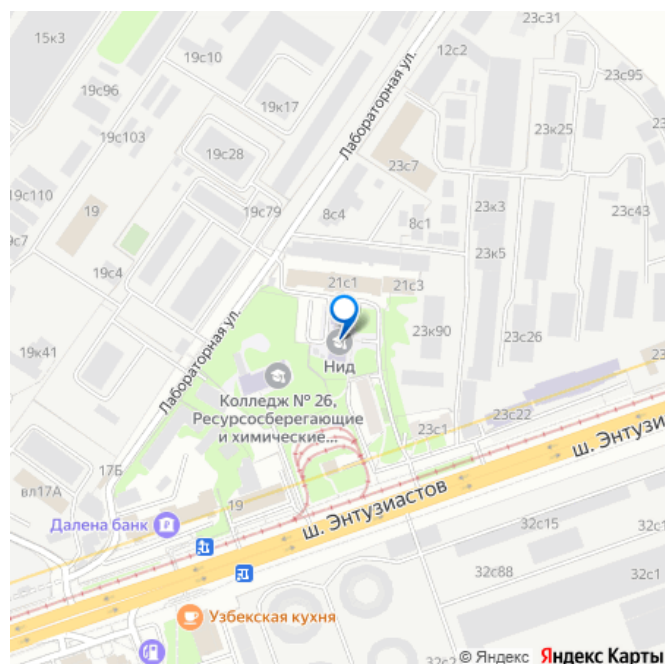 23с31
15к3
12с2
19с10
23с95
19с96
Лабораторная ул.
19к17
23к25
19с103
19с28
23с7
19с110
23к3
19
19с79
8с4
8с1
23с43
9с7
23к5
19с4
21с1
21с3
23к90
23с26
Лабораторная ул.
19к41
Нид
Колледж № 26,
Ресурсосберегающие
и химические...
23с22
23с1
ш. Энтузиастов
17Б
вл17А
19
Далена банк
ш. Энтузиастов
32с15
32с88
32с1
Узбекская кухня
© Яндекс Яндекс Карты